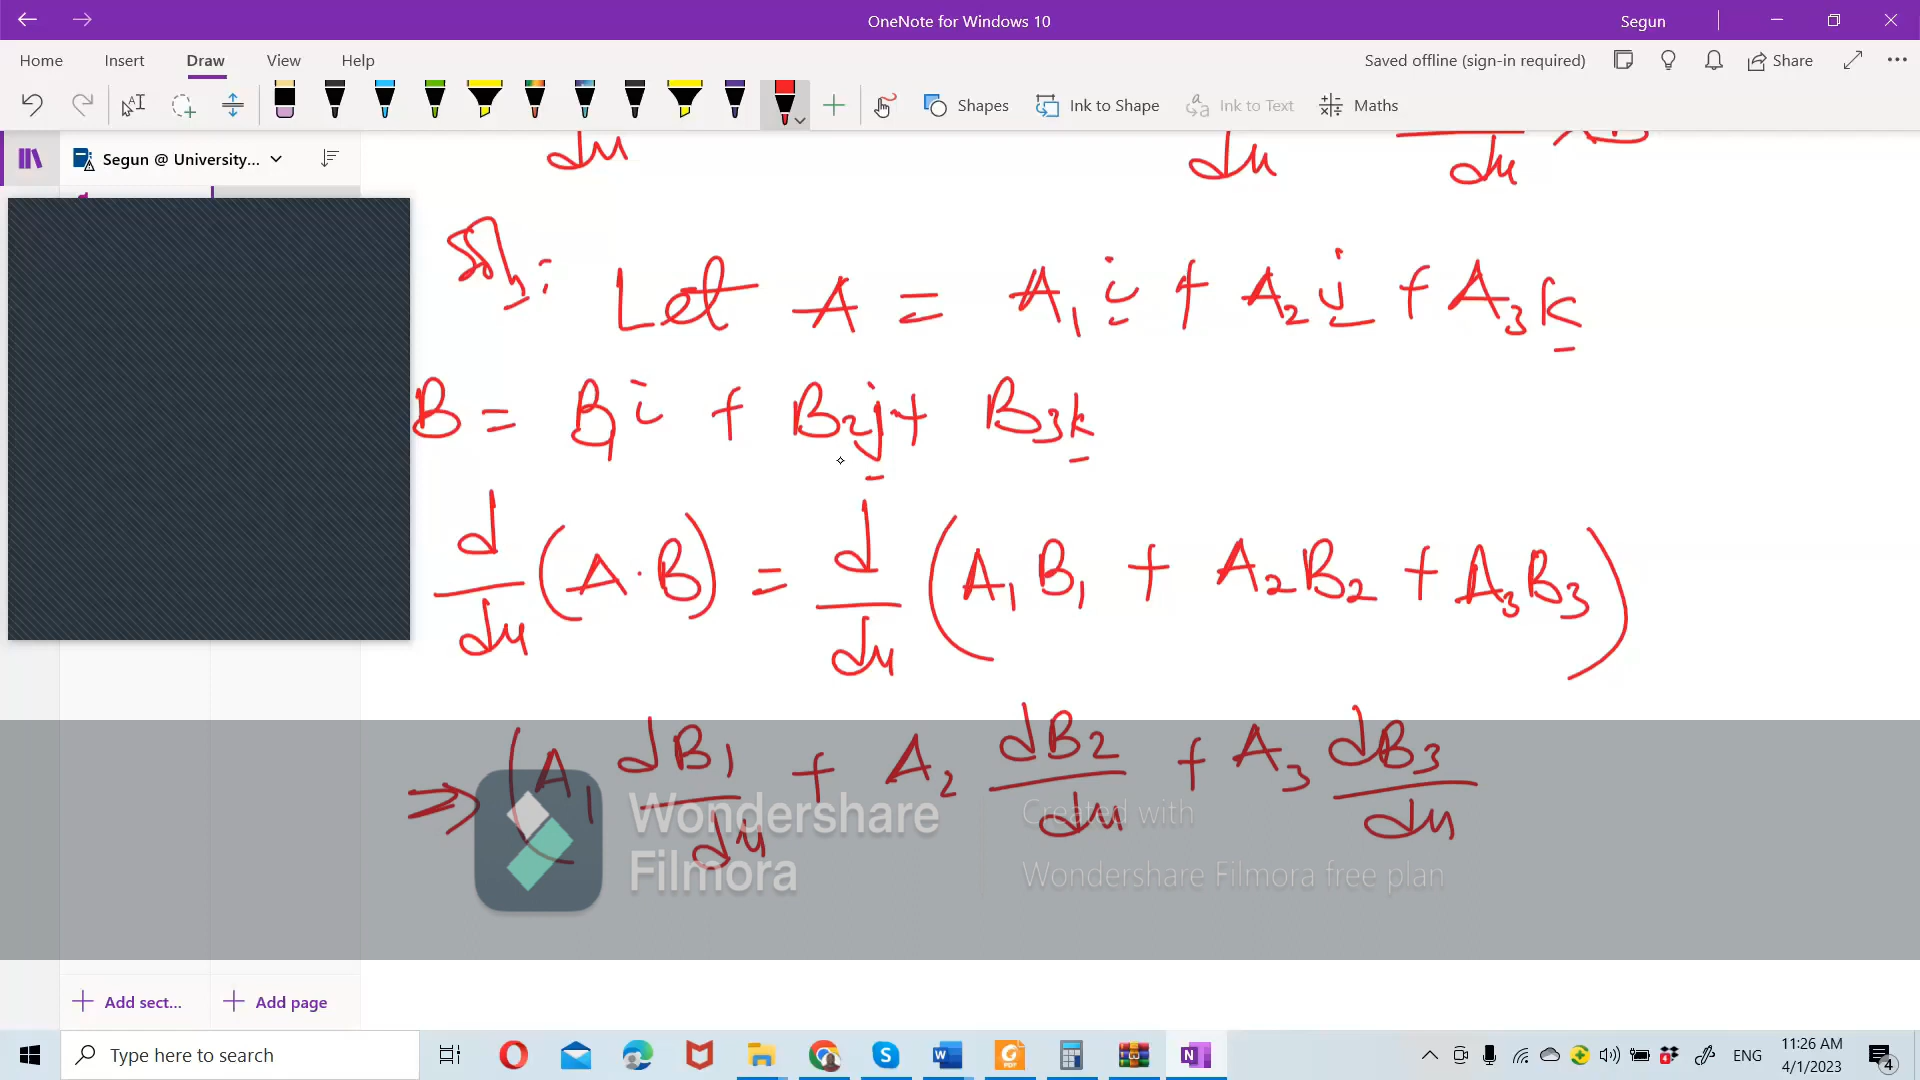 OneNote for Windows 10
Segun
Home Insert Draw View Help
Saved offline (sign-in required)
Share
Shapes
Ink to Shape
Ink to Text
Maths
Segun @ University...
du du du
Soln:
Let A = A₁i + A₂j + A₃k
B = B₁i + B₂j + B₃k
d/du (A·B) = d/du (A₁B₁ + A₂B₂ + A₃B₃)
⇒ (A₁ dB₁/du + A₂ dB₂/du + A₃ dB₃/du
Wondershare
Filmora
Created with
Wondershare Filmora free plan
Add sect...
Add page
Type here to search
ENG
11:26 AM
4/1/2023
4